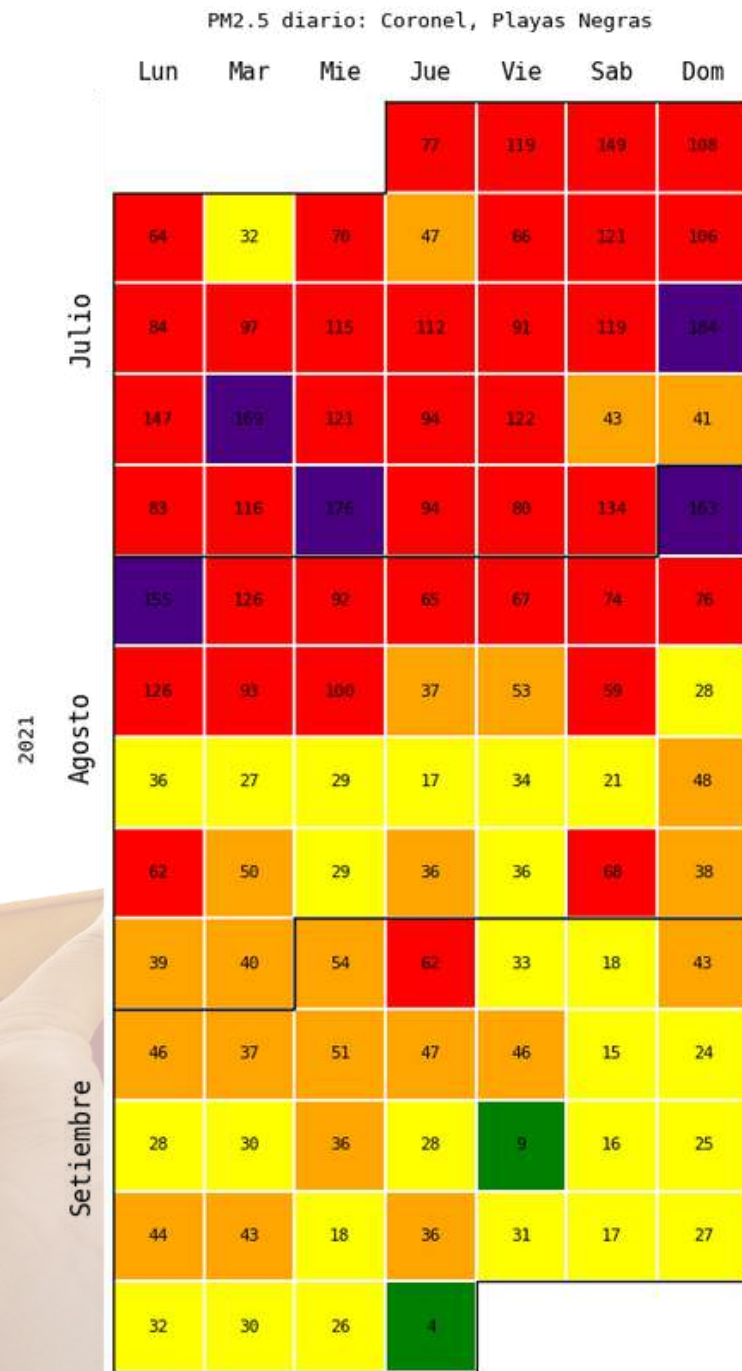 PM2.5 diario: Coronel, Playas Negras
Lun Mar Mie Jue Vie Sab Dom
77 119 149 108
64 32 70 47 66 121 106
Julio
84 97 115 112 91 119 184
147 169 121 94 122 43 41
83 116 176 94 80 134 163
155 126 92 65 67 74 76
126 93 100 37 53 59 28
2021
Agosto
36 27 29 17 34 21 48
62 50 29 36 36 68 38
39 40 54 62 33 18 43
46 37 51 47 46 15 24
Setiembre
28 30 36 28 9 16 25
44 43 18 36 31 17 27
32 30 26 4